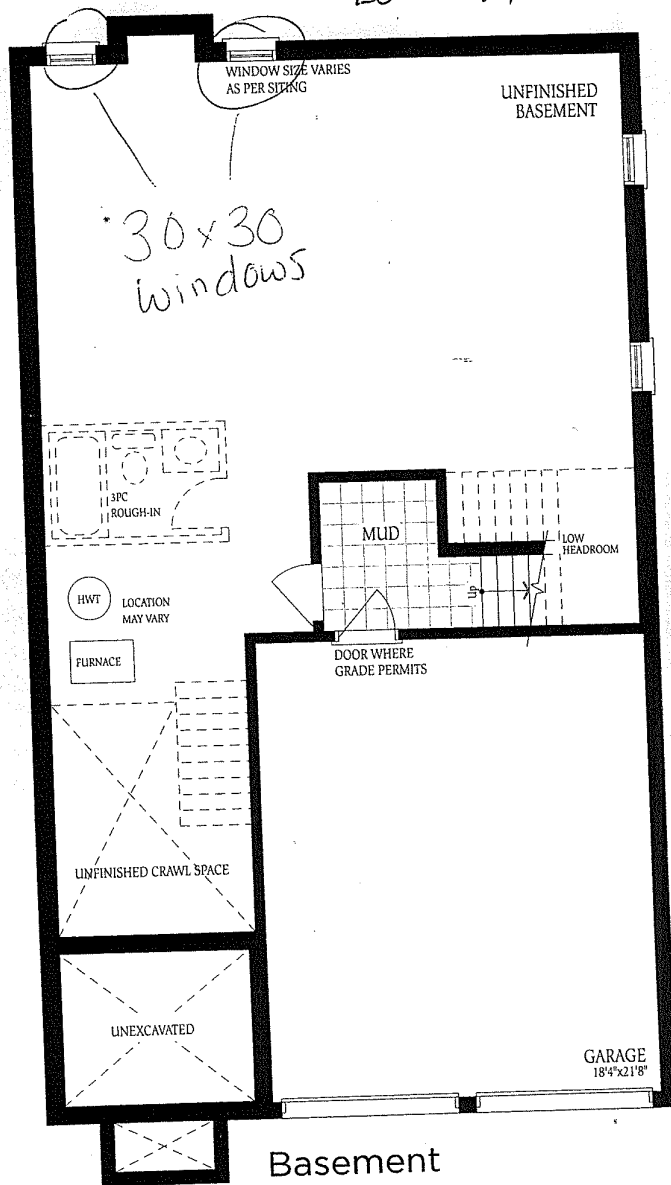 WINDOW SIZE VARIES
AS PER SITING
UNFINISHED
BASEMENT
30x30
windows
3PC
ROUGH-IN
MUD
LOW
HEADROOM
UP
HWT
LOCATION
MAY VARY
FURNACE
DOOR WHERE
GRADE PERMITS
UNFINISHED CRAWL SPACE
UNEXCAVATED
GARAGE
18'4"x21'8"
Basement